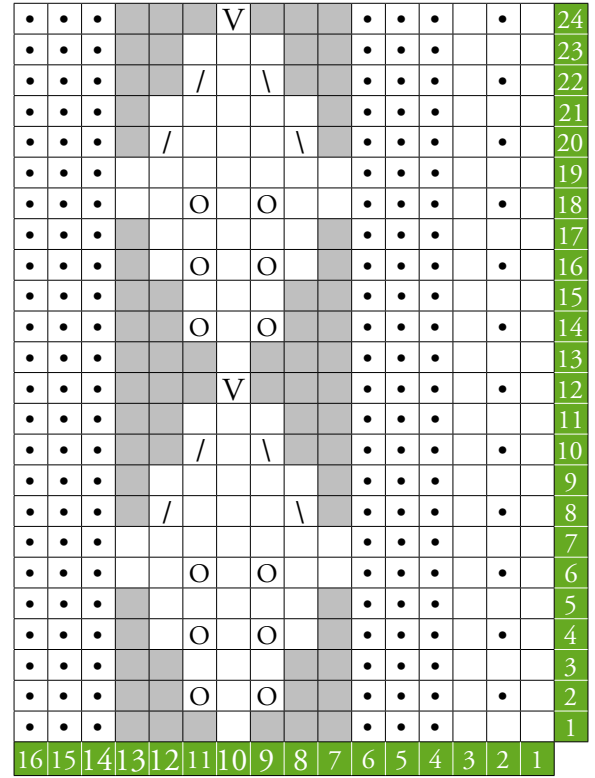 • • • V • • • • 24
• • • • • • 23
• • • / \ • • • • 22
• • • • • • 21
• • • / \ • • • • 20
• • • • • • 19
• • • O O • • • • 18
• • • • • • 17
• • • O O • • • • 16
• • • • • • 15
• • • O O • • • • 14
• • • • • • 13
• • • V • • • • 12
• • • • • • 11
• • • / \ • • • • 10
• • • • • • 9
• • • / \ • • • • 8
• • • • • • 7
• • • O O • • • • 6
• • • • • • 5
• • • O O • • • • 4
• • • • • • 3
• • • O O • • • • 2
• • • • • • 1
16 15 14 13 12 11 10 9 8 7 6 5 4 3 2 1